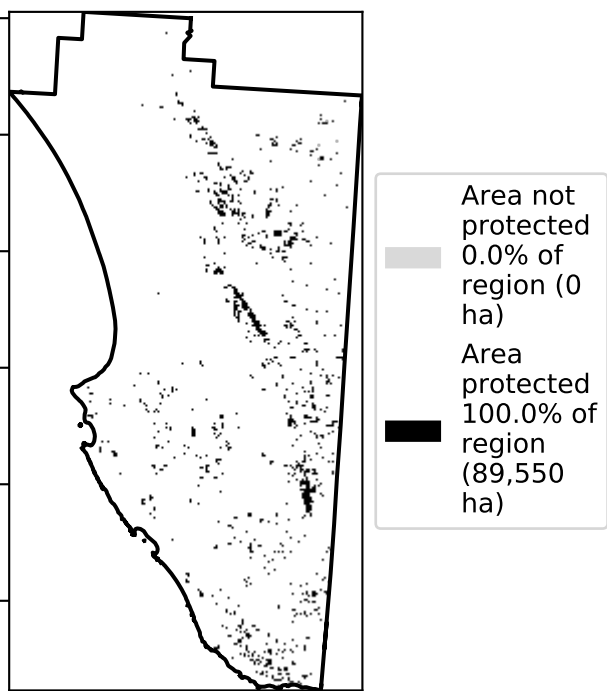 Area not
protected
0.0% of
region (0
ha)
Area
protected
100.0% of
region
(89,550
ha)